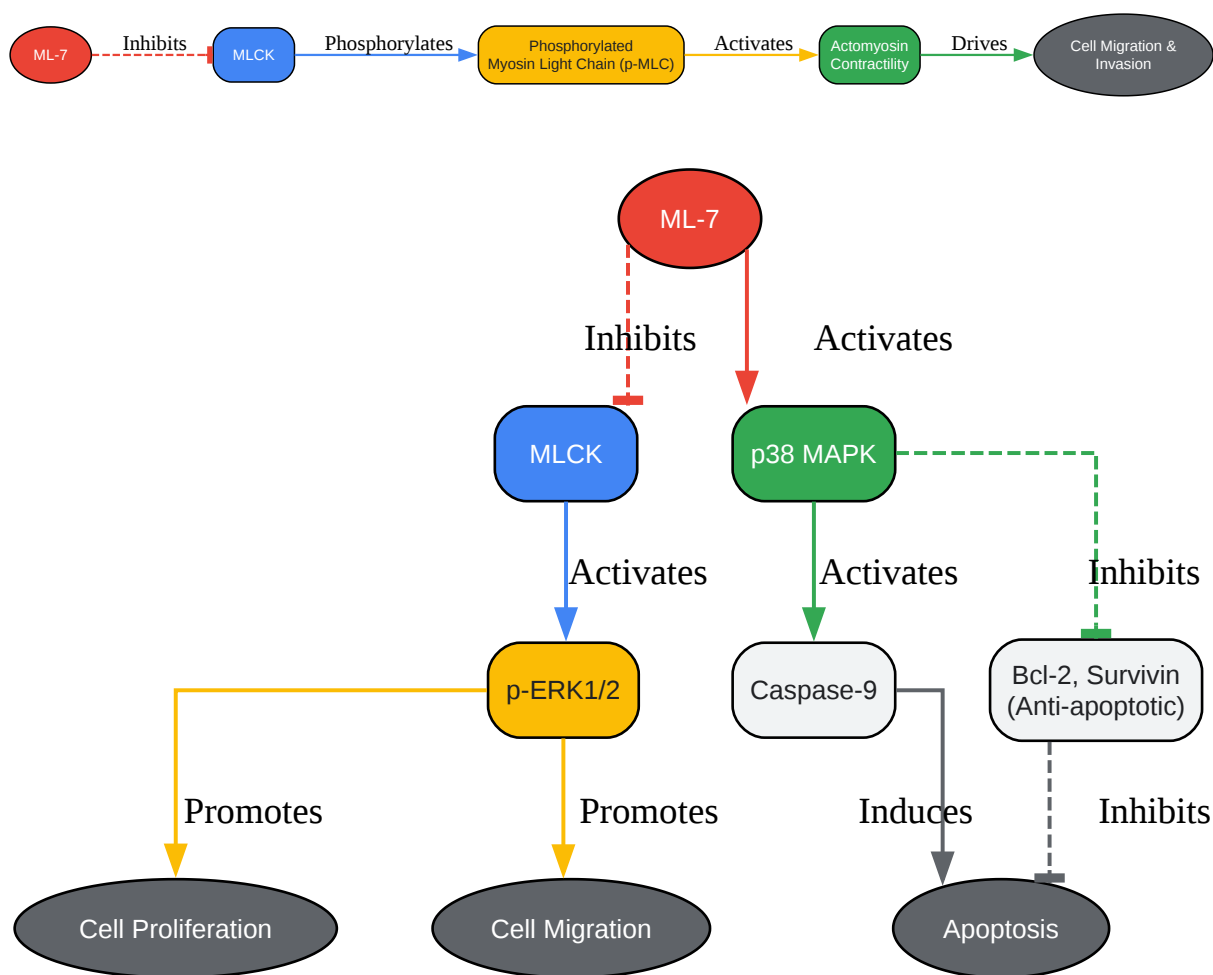 ML-7
Inhibits
MLCK
Phosphorylates
Phosphorylated
Myosin Light Chain (p-MLC)
Activates
Actomyosin
Contractility
Drives
Cell Migration &
Invasion
ML-7
Inhibits
Activates
MLCK
p38 MAPK
Activates
Activates
Inhibits
p-ERK1/2
Caspase-9
Bcl-2, Survivin
(Anti-apoptotic)
Promotes
Promotes
Induces
Inhibits
Cell Proliferation
Cell Migration
Apoptosis